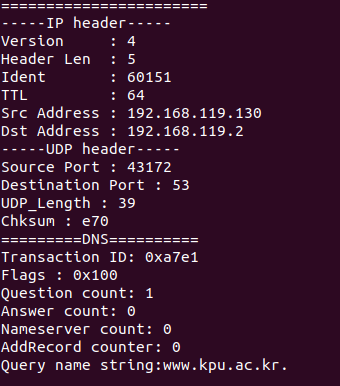 =======================
-----IP header-----
Version     : 4
Header Len  : 5
Ident       : 60151
TTL         : 64
Src Address : 192.168.119.130
Dst Address : 192.168.119.2
-----UDP header-----
Source Port : 43172
Destination Port : 53
UDP_Length : 39
Chksum : e70
=========DNS==========
Transaction ID: 0xa7e1
Flags : 0x100
Question count: 1
Answer count: 0
Nameserver count: 0
AddRecord counter: 0
Query name string:www.kpu.ac.kr.